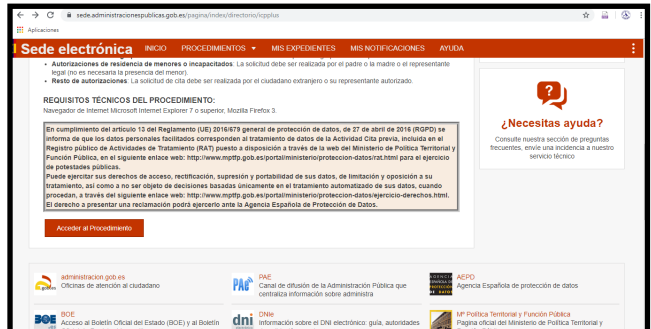 sede.administracionespublicas.gob.es/pagina/index/directorio/icpplus
Aplicaciones
Sede electrónica INICIO PROCEDIMIENTOS MIS EXPEDIENTES MIS NOTIFICACIONES AYUDA
• Autorizaciones de residencia de menores o incapacitados: La solicitud debe ser realizada por el padre o la madre o el representante
legal (no es necesaria la presencia del menor).
• Resto de autorizaciones: La solicitud de cita debe ser realizada por el ciudadano extranjero o su representante autorizado.
REQUISITOS TÉCNICOS DEL PROCEDIMIENTO:
Navegador de Internet Microsoft Internet Explorer 7 o superior, Mozilla Firefox 3.
En cumplimiento del artículo 13 del Reglamento (UE) 2016/679 general de protección de datos, de 27 de abril de 2016 (RGPD) se
informa de que los datos personales facilitados corresponden al tratamiento de datos de la Actividad Cita previa, incluida en el
Registro público de Actividades de Tratamiento (RAT) puesto a disposición a través de la web del Ministerio de Política Territorial y
Función Pública, en el siguiente enlace web: http://www.mptfp.gob.es/portal/ministerio/proteccion-datos/rat.html para el ejercicio
de potestades públicas.
Puede ejercitar sus derechos de acceso, rectificación, supresión y portabilidad de sus datos, de limitación y oposición a su
tratamiento, así como a no ser objeto de decisiones basadas únicamente en el tratamiento automatizado de sus datos, cuando
procedan, a través del siguiente enlace web: http://www.mptfp.gob.es/portal/ministerio/proteccion-datos/ejercicio-derechos.html.
El derecho a presentar una reclamación podrá ejercerlo ante la Agencia Española de Protección de Datos.
Acceder al Procedimiento
?
¿Necesitas ayuda?
Consulte nuestra sección de preguntas
frecuentes, envíe una incidencia a nuestro
servicio técnico
administracion.gob.es
Oficinas de atención al ciudadano
PAe
PAE
Canal de difusión de la Administración Pública que
centraliza información sobre administra
AGENCIA
ESPAÑOLA DE
PROTECCIÓN
DE DATOS
AEPD
Agencia Española de protección de datos
BOE
BOE
Acceso al Boletín Oficial del Estado (BOE) y al Boletín
dni
DNIe
Información sobre el DNI electrónico: guía, autoridades
Mº Política Territorial y Función Pública
Pagina oficial del Ministerio de Política Territorial y